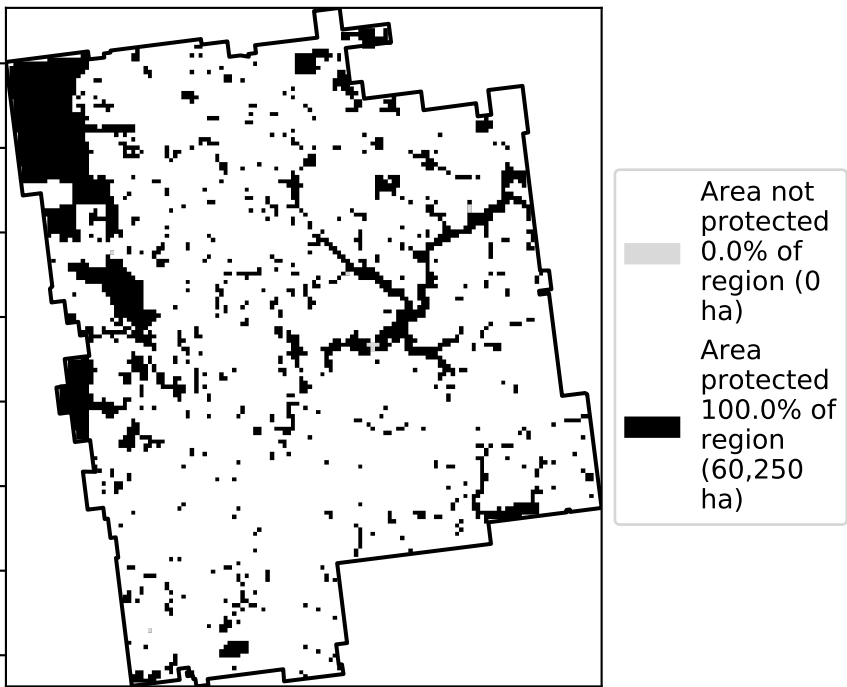 Area not
protected
0.0% of
region (0
ha)
Area
protected
100.0% of
region
(60,250
ha)